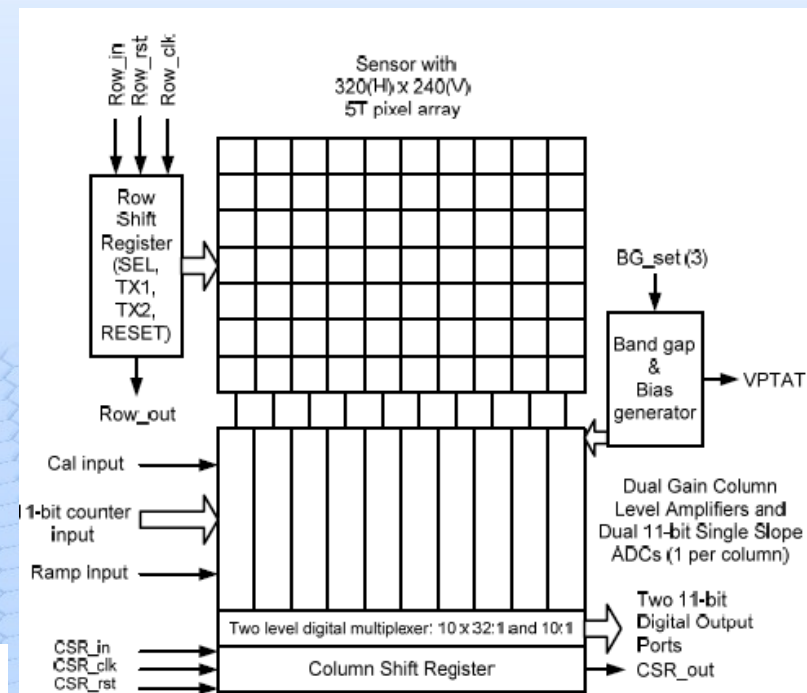 Row_in
Row_rst
Row_clk
Sensor with
320(H) x 240(V)
5T pixel array
Row
Shift
Register
(SEL,
TX1,
TX2,
RESET)
Row_out
BG_set (3)
Band gap
&
Bias
generator
VPTAT
Cal input
11-bit counter
input
Ramp Input
Dual Gain Column
Level Amplifiers and
Dual 11-bit Single Slope
ADCs (1 per column)
Two level digital multiplexer: 10 x 32:1 and 10:1
Two 11-bit
Digital Output
Ports
CSR_in
CSR_clk
CSR_rst
Column Shift Register
CSR_out